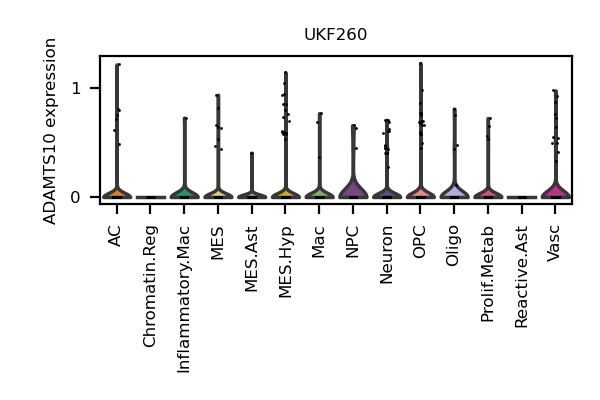 UKF260
ADAMTS10 expression
1
0
AC
Chromatin.Reg
Inflammatory.Mac
MES
MES.Ast
MES.Hyp
Mac
NPC
Neuron
OPC
Oligo
Prolif.Metab
Reactive.Ast
Vasc